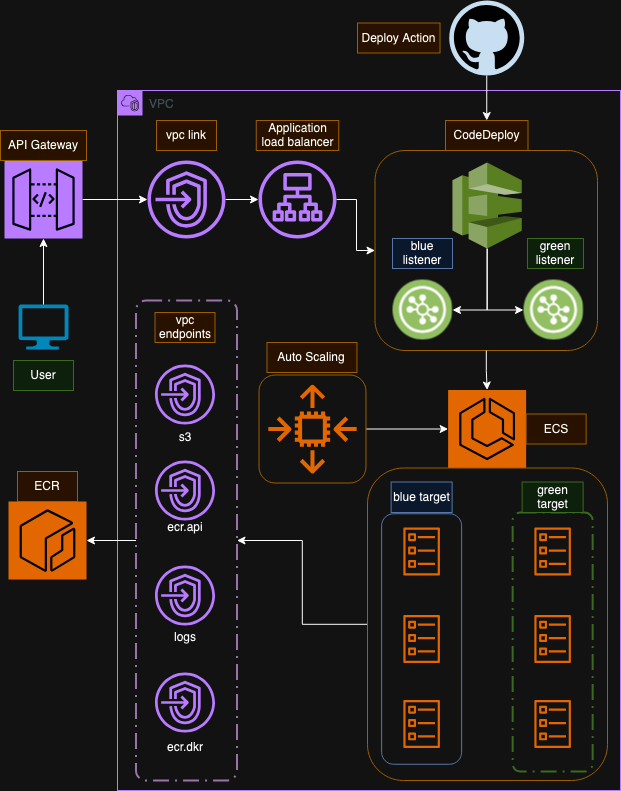 Deploy Action
VPC
API Gateway
vpc link
Application
load balancer
CodeDeploy
</>
blue
listener
green
listener
User
vpc
endpoints
Auto Scaling
s3
ECS
ECR
blue target
green
target
ecr.api
logs
ecr.dkr